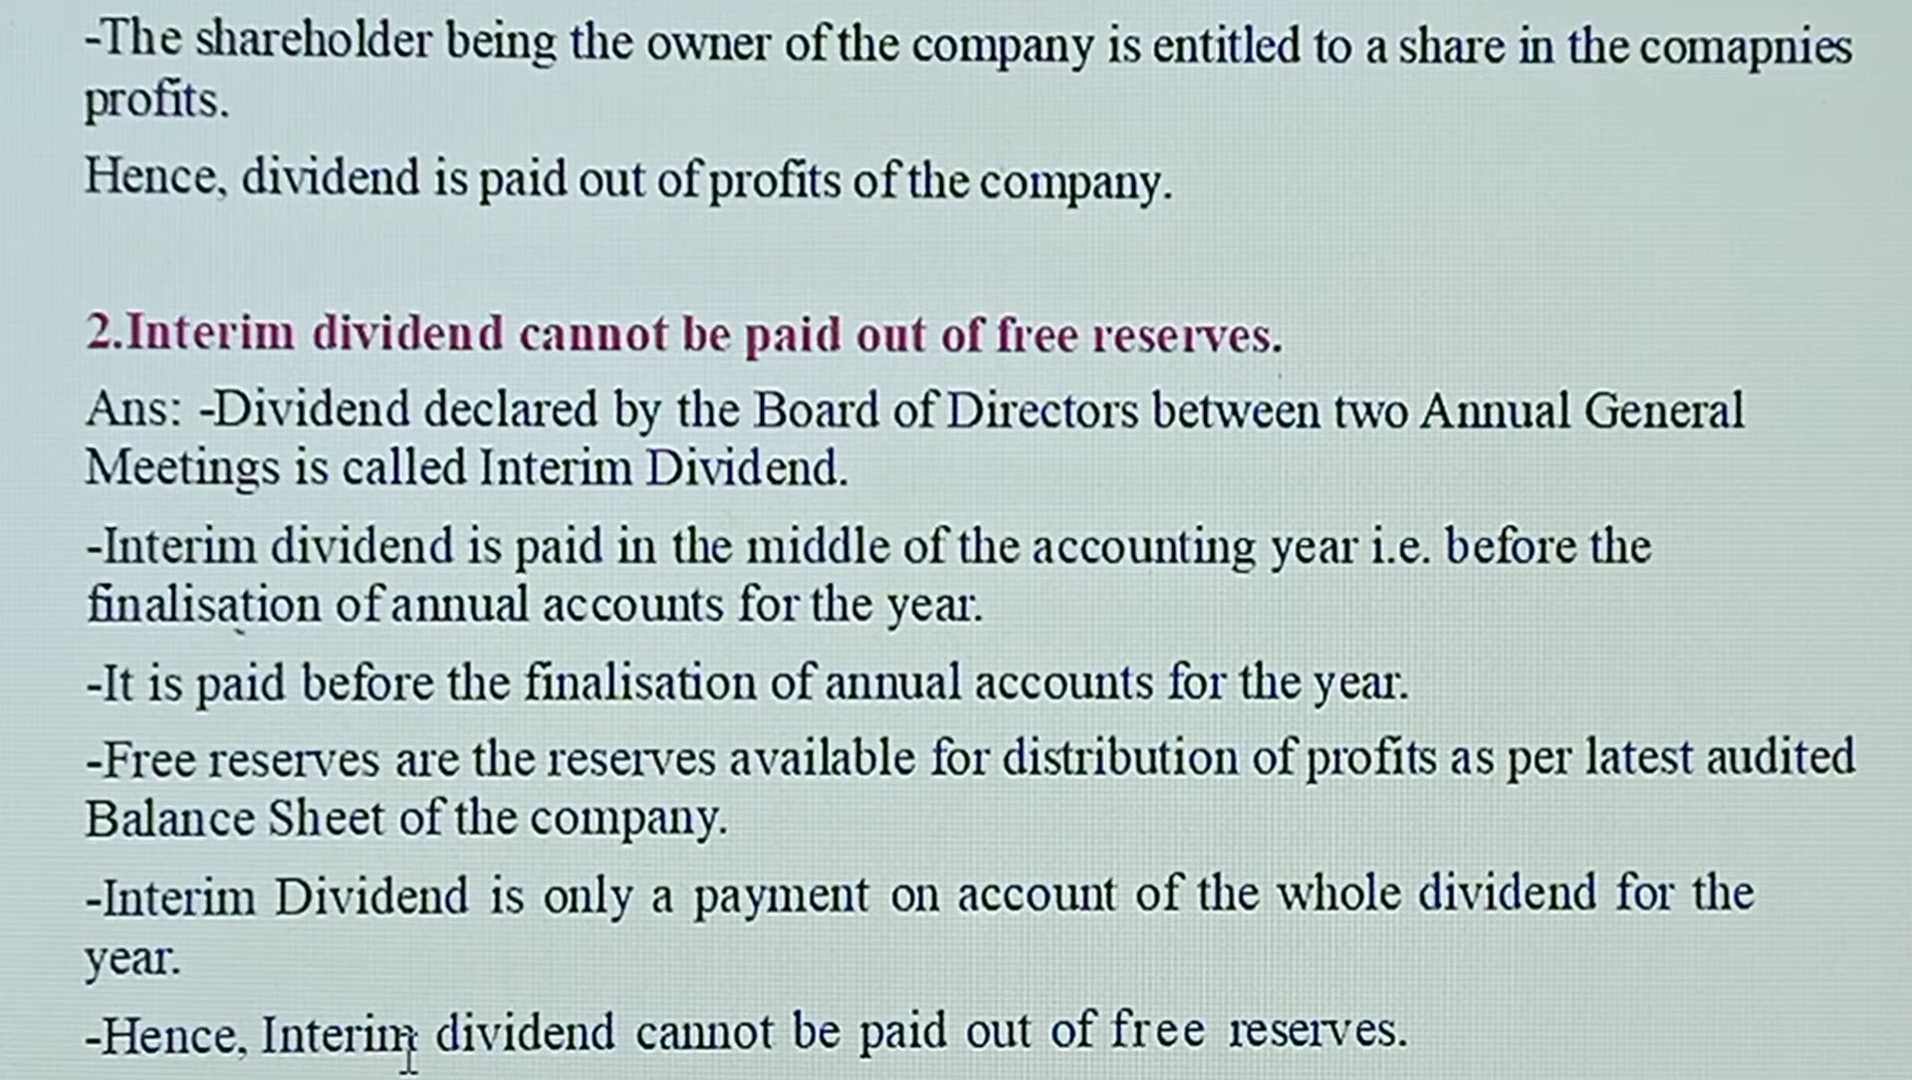 -The shareholder being the owner of the company is entitled to a share in the comapnies
profits.
Hence, dividend is paid out of profits of the company.
2.Interim dividend cannot be paid out of free reserves.
Ans: -Dividend declared by the Board of Directors between two Annual General
Meetings is called Interim Dividend.
-Interim dividend is paid in the middle of the accounting year i.e. before the
finalisation of annual accounts for the year.
-It is paid before the finalisation of annual accounts for the year.
-Free reserves are the reserves available for distribution of profits as per latest audited
Balance Sheet of the company.
-Interim Dividend is only a payment on account of the whole dividend for the
year.
-Hence, Interim dividend cannot be paid out of free reserves.